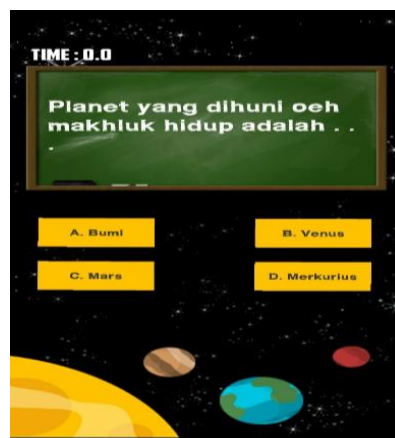 TIME : 0.0
Planet yang dihuni oeh
makhluk hidup adalah . .
.
A. Bumi
B. Venus
C. Mars
D. Merkurius